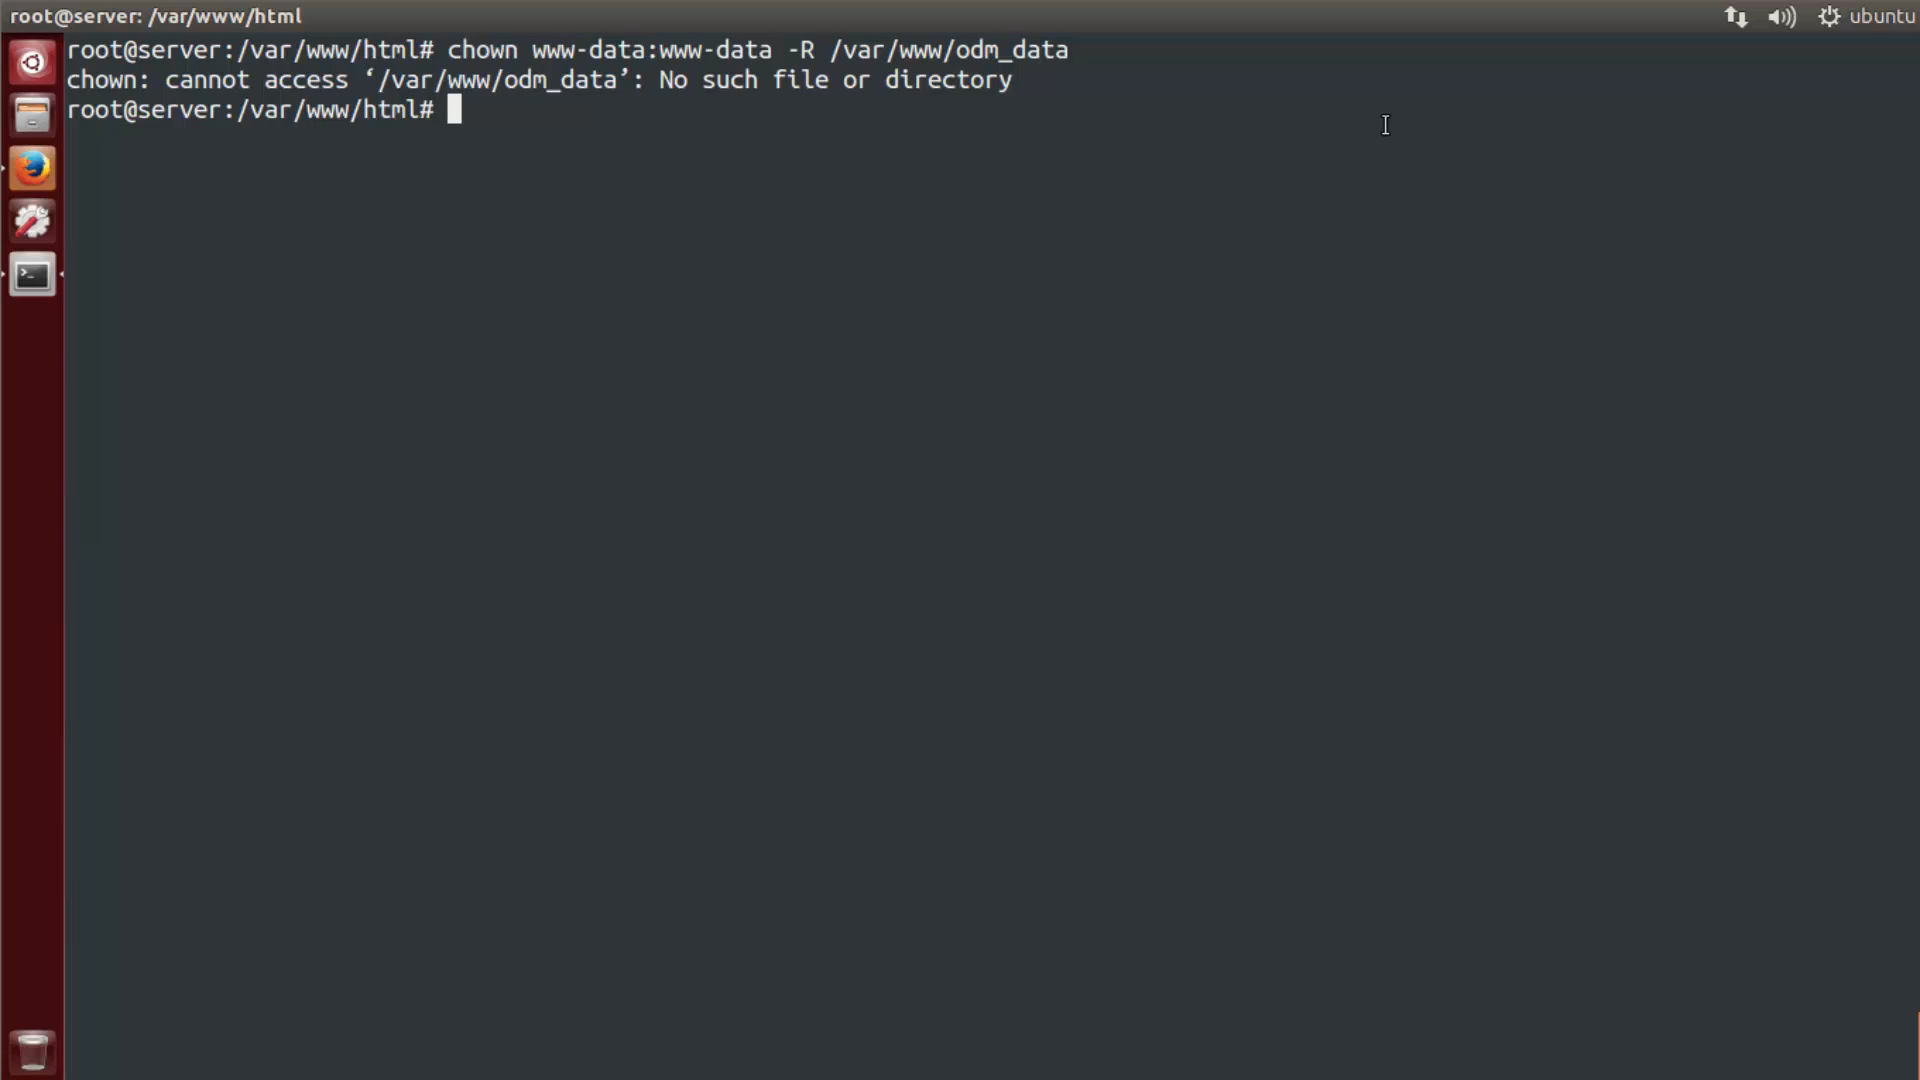 root@server: /var/www/html
ubuntu
root@server:/var/www/html# chown www-data:www-data -R /var/www/odm_data
chown: cannot access ‘/var/www/odm_data’: No such file or directory
root@server:/var/www/html#